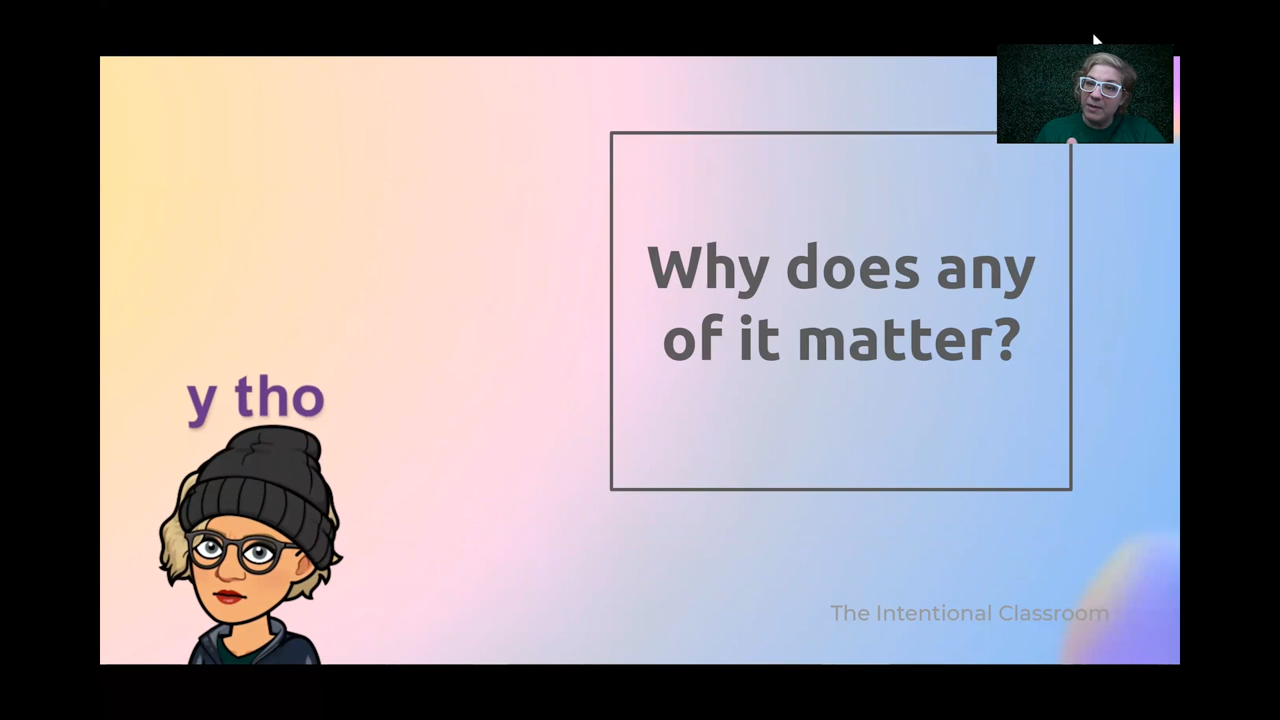 Why does any
of it matter?
y tho
The Intentional Classroom